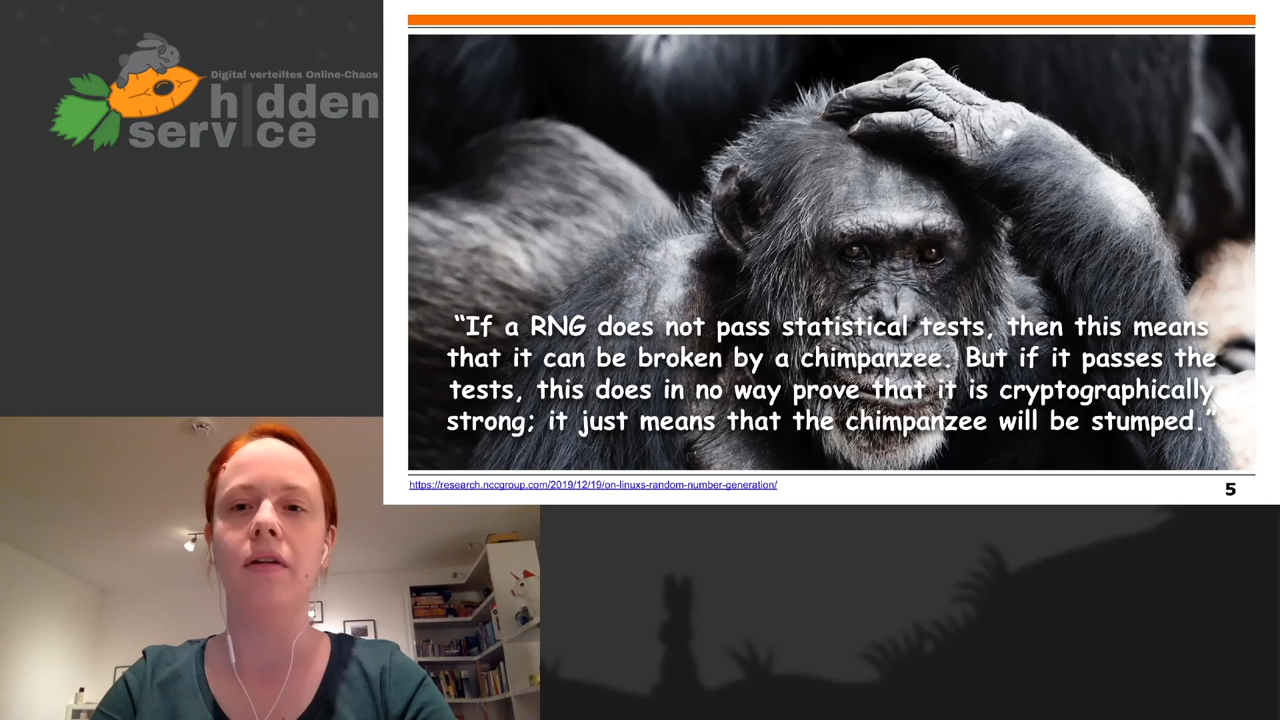 Digital verteiltes Online-Chaos
hidden
service
“If a RNG does not pass statistical tests, then this means
that it can be broken by a chimpanzee. But if it passes the
tests, this does in no way prove that it is cryptographically
strong; it just means that the chimpanzee will be stumped.”
https://research.nccgroup.com/2019/12/19/on-linuxs-random-number-generation/
5